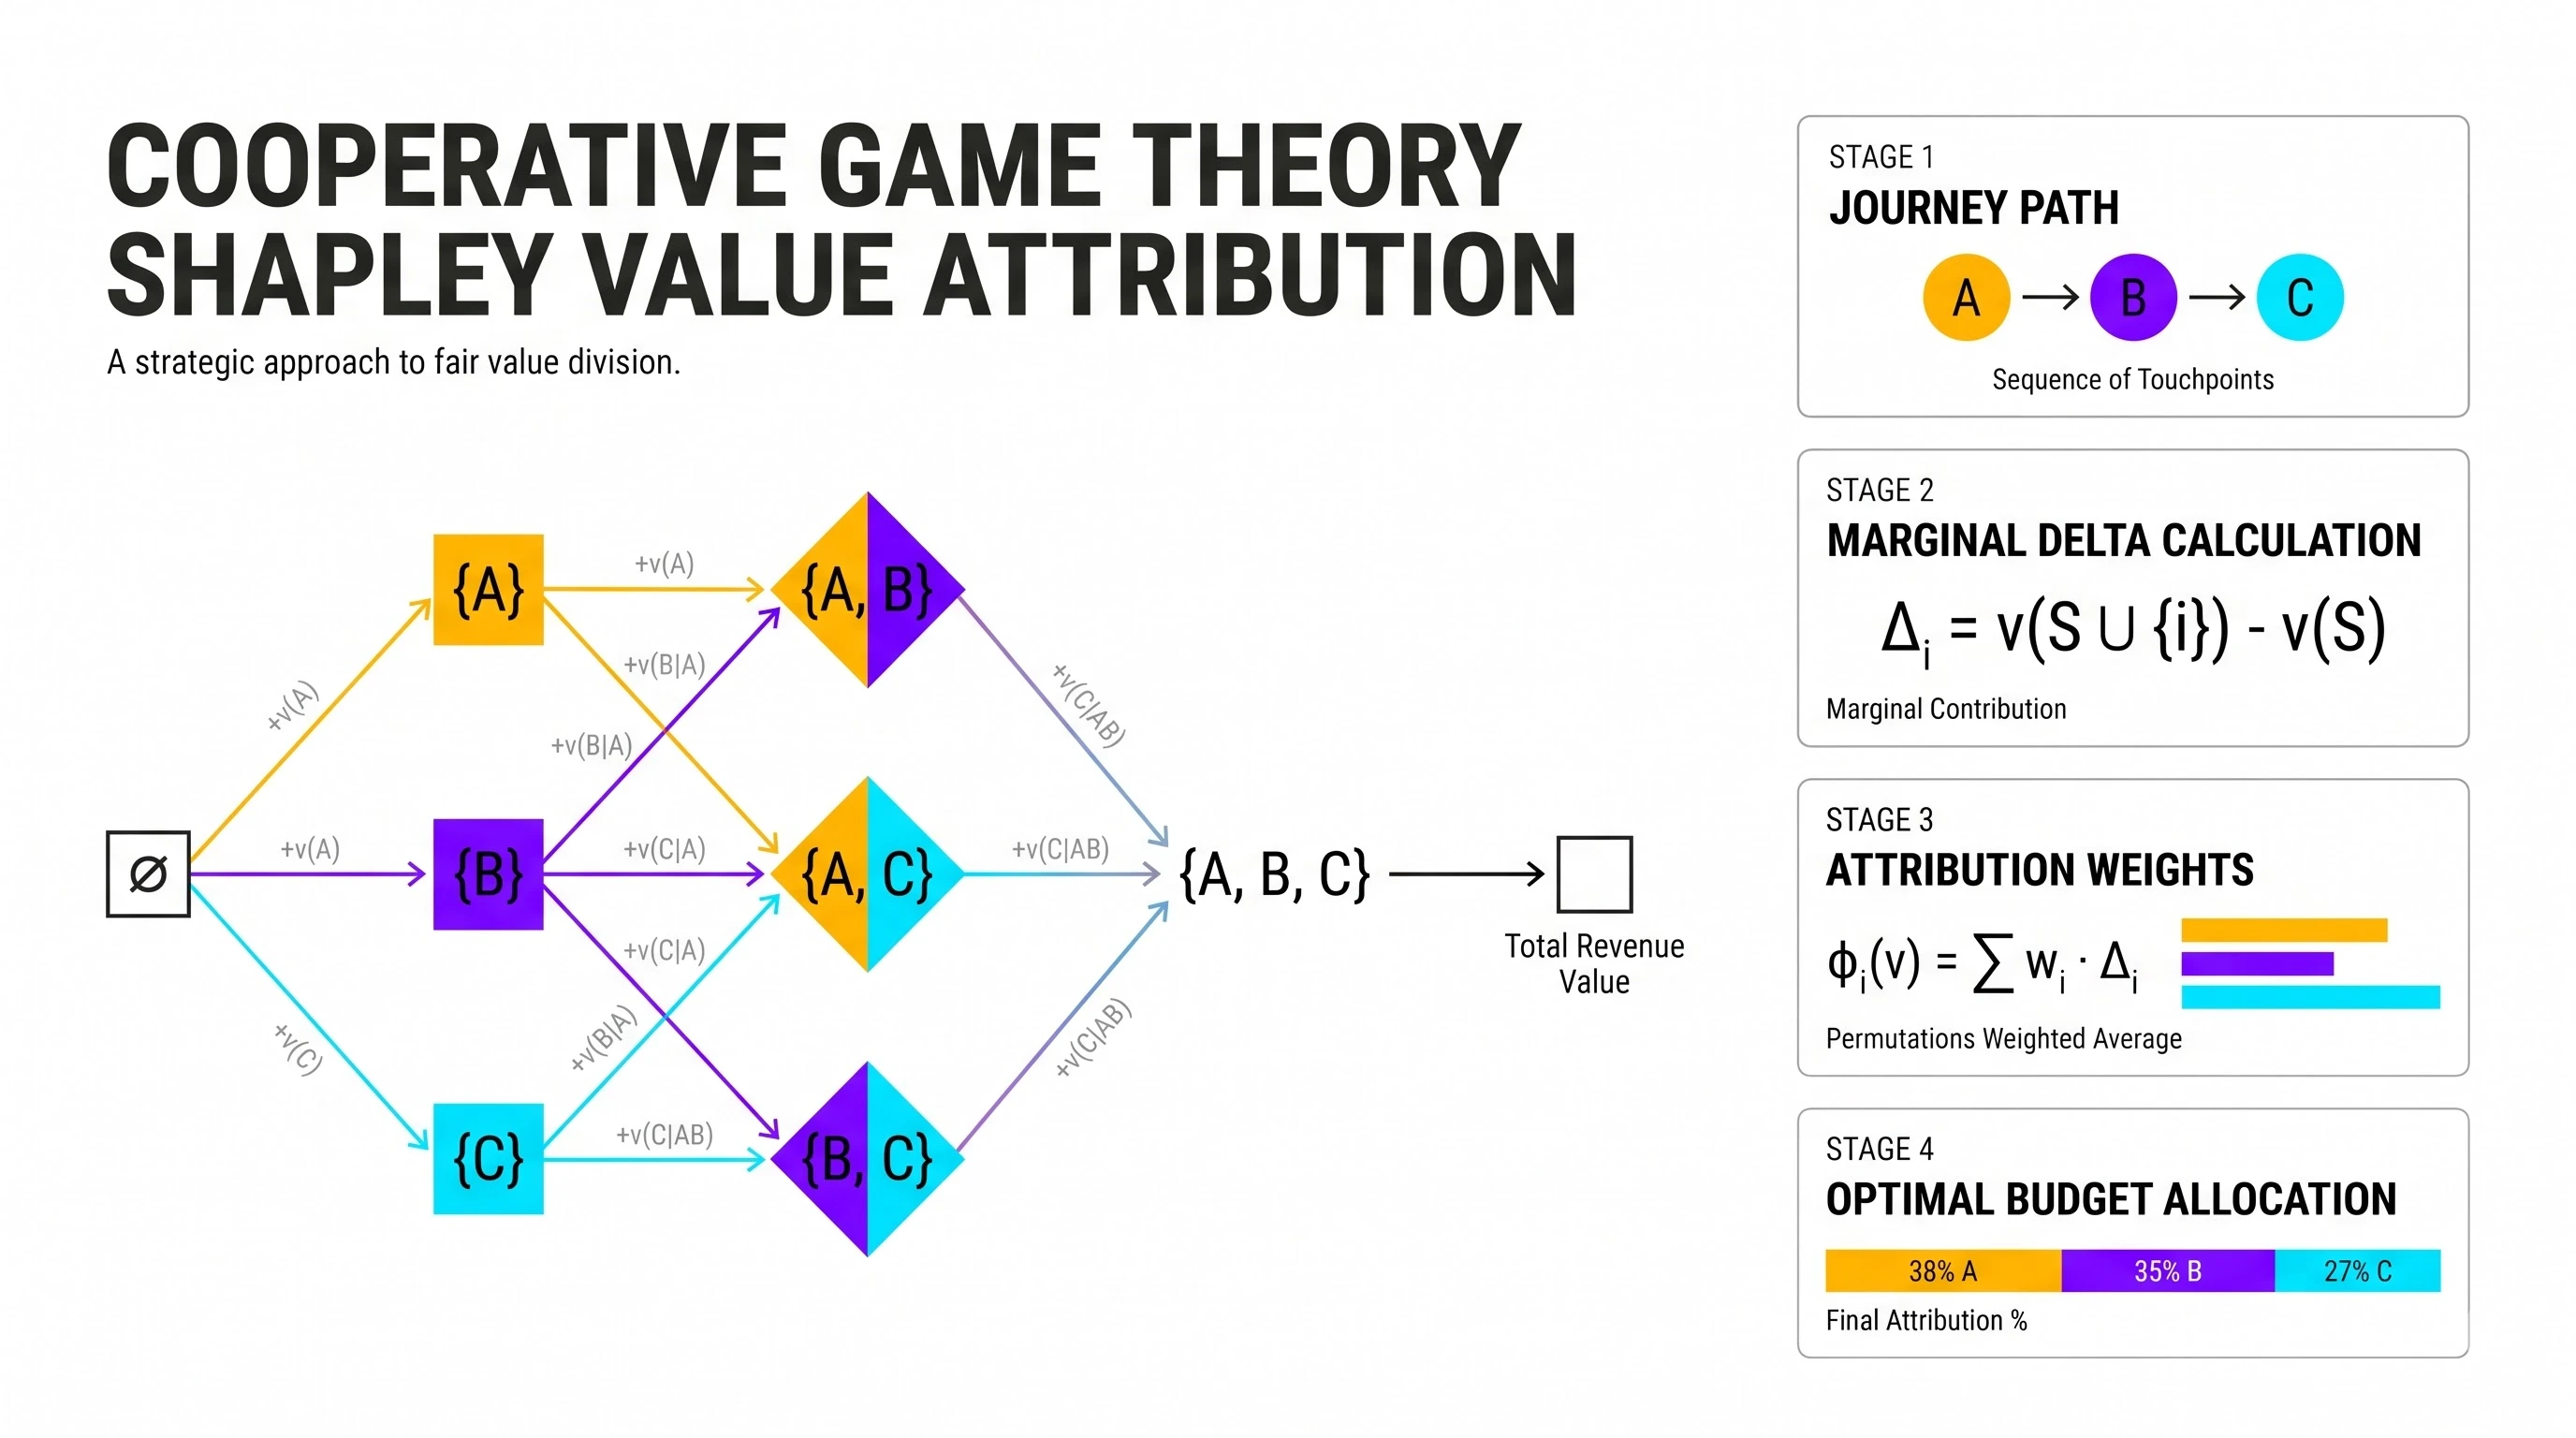 COOPERATIVE GAME THEORY
SHAPLEY VALUE ATTRIBUTION
A strategic approach to fair value division.
∅
+v(A)
+v(A)
+v(C)
{A}
{B}
{C}
+v(A)
+v(B|A)
+v(B|A)
+v(C|A)
+v(C|A)
+v(B|A)
+v(C|AB)
{A, B}
{A, C}
{B, C}
+v(C|AB)
+v(C|AB)
+v(C|AB)
{A, B, C}
Total Revenue
Value
STAGE 1
JOURNEY PATH
A → B → C
Sequence of Touchpoints
STAGE 2
MARGINAL DELTA CALCULATION
Δᵢ = v(S ∪ {i}) - v(S)
Marginal Contribution
STAGE 3
ATTRIBUTION WEIGHTS
ϕᵢ(v) = ∑ wᵢ · Δᵢ
Permutations Weighted Average
STAGE 4
OPTIMAL BUDGET ALLOCATION
38% A 35% B 27% C
Final Attribution %